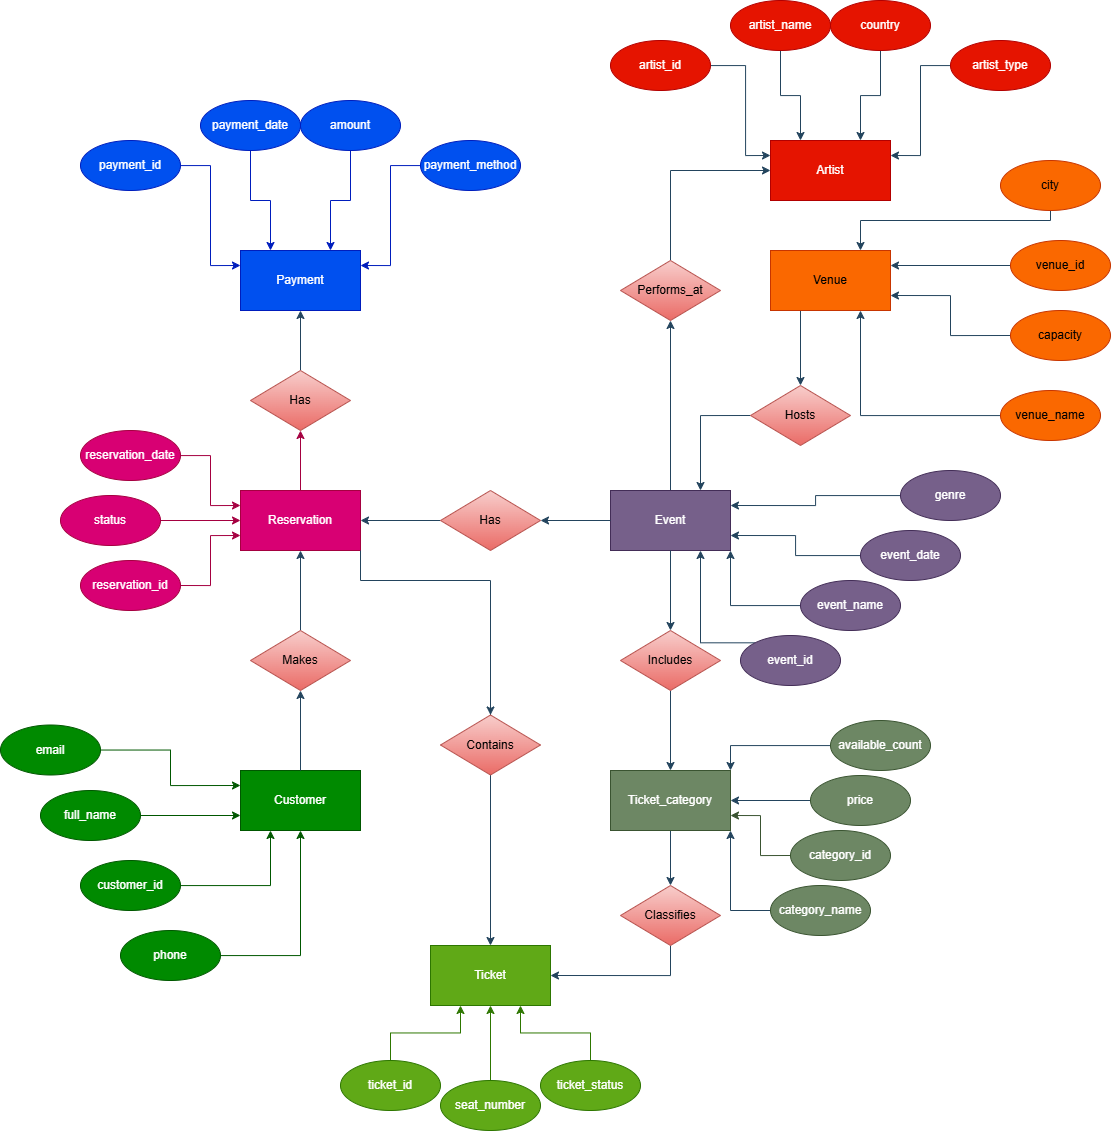 artist_name
country
artist_id
artist_type
payment_date
amount
payment_id
payment_method
Artist
city
Payment
Performs_at
Venue
venue_id
capacity
Has
Hosts
venue_name
reservation_date
status
Reservation
reservation_id
Has
Event
genre
event_date
event_name
event_id
Makes
Includes
Contains
email
full_name
Customer
customer_id
phone
Ticket_category
available_count
price
category_id
category_name
Classifies
Ticket
ticket_id
seat_number
ticket_status